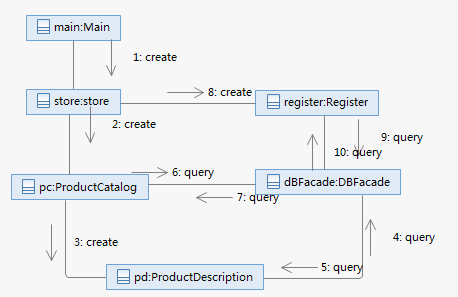 main:Main
1: create
8: create
store:store
register:Register
2: create
9: query
10: query
6: query
pc:ProductCatalog
dBFacade:DBFacade
7: query
3: create
4: query
5: query
pd:ProductDescription